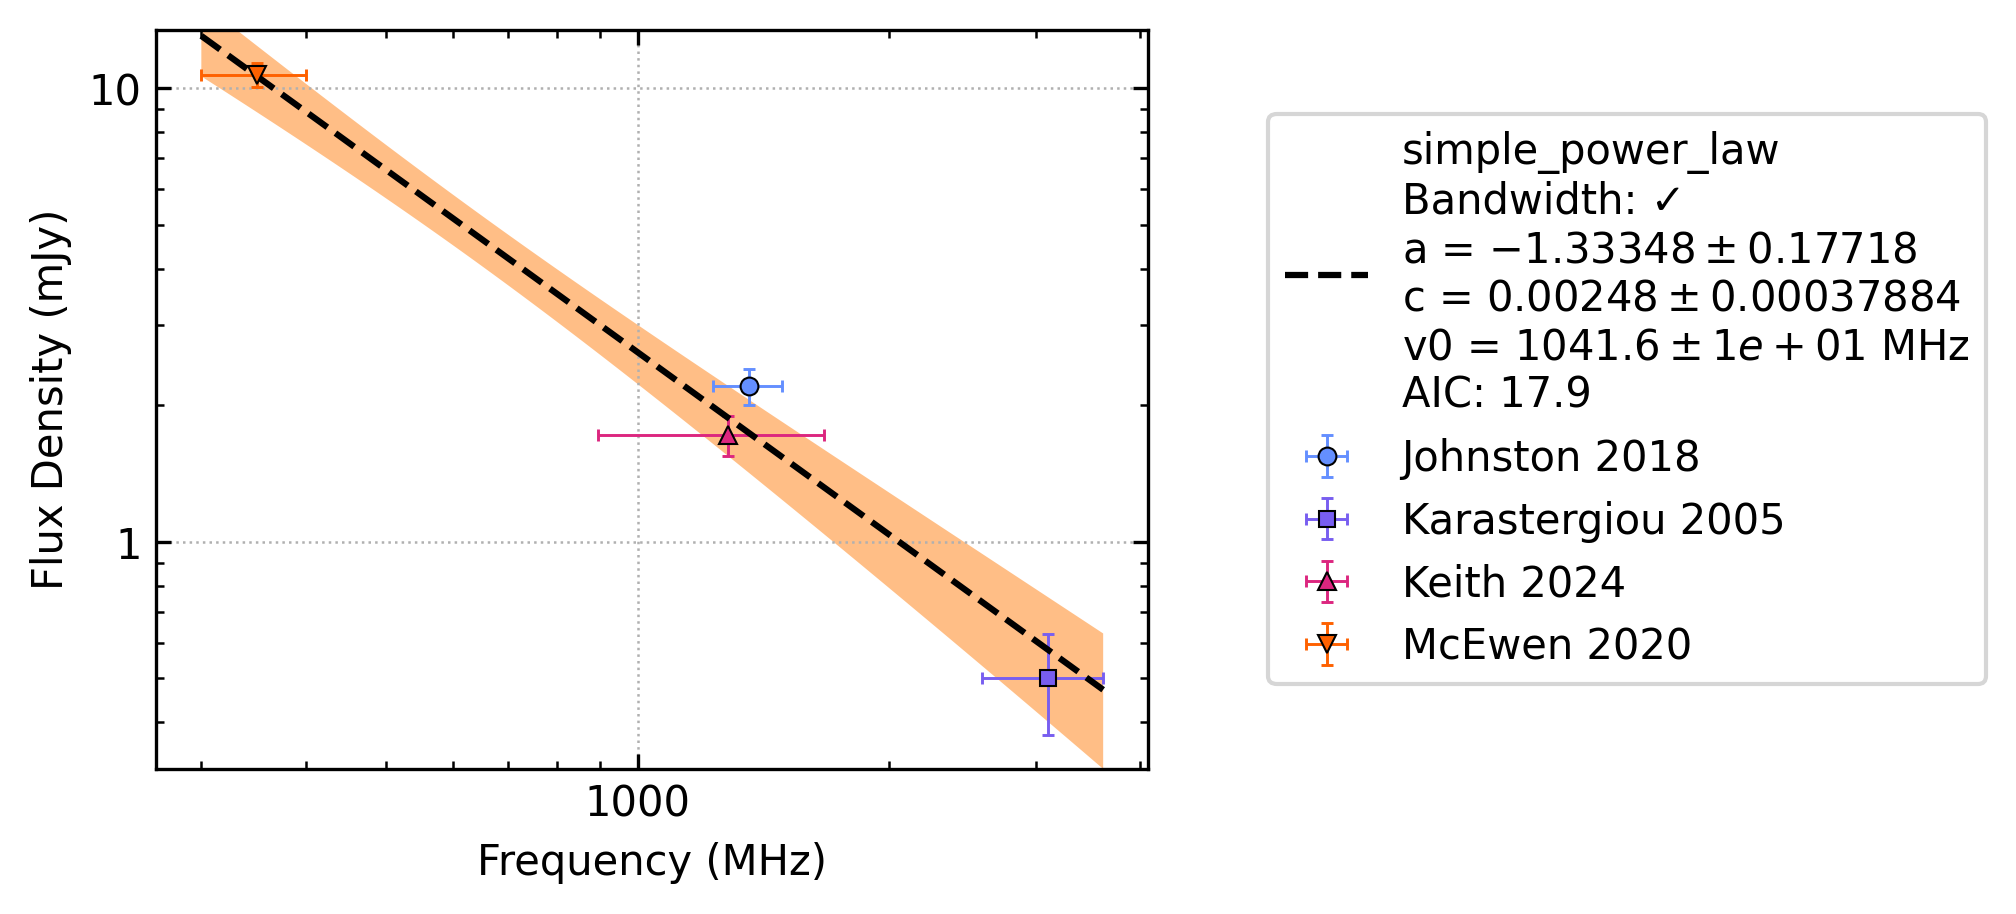 10
1
Flux Density (mJy)
1000
Frequency (MHz)
simple_power_law
Bandwidth: ✓
a = −1.33348 ± 0.17718
c = 0.00248 ± 0.00037884
v0 = 1041.6 ± 1e + 01 MHz
AIC: 17.9
Johnston 2018
Karastergiou 2005
Keith 2024
McEwen 2020